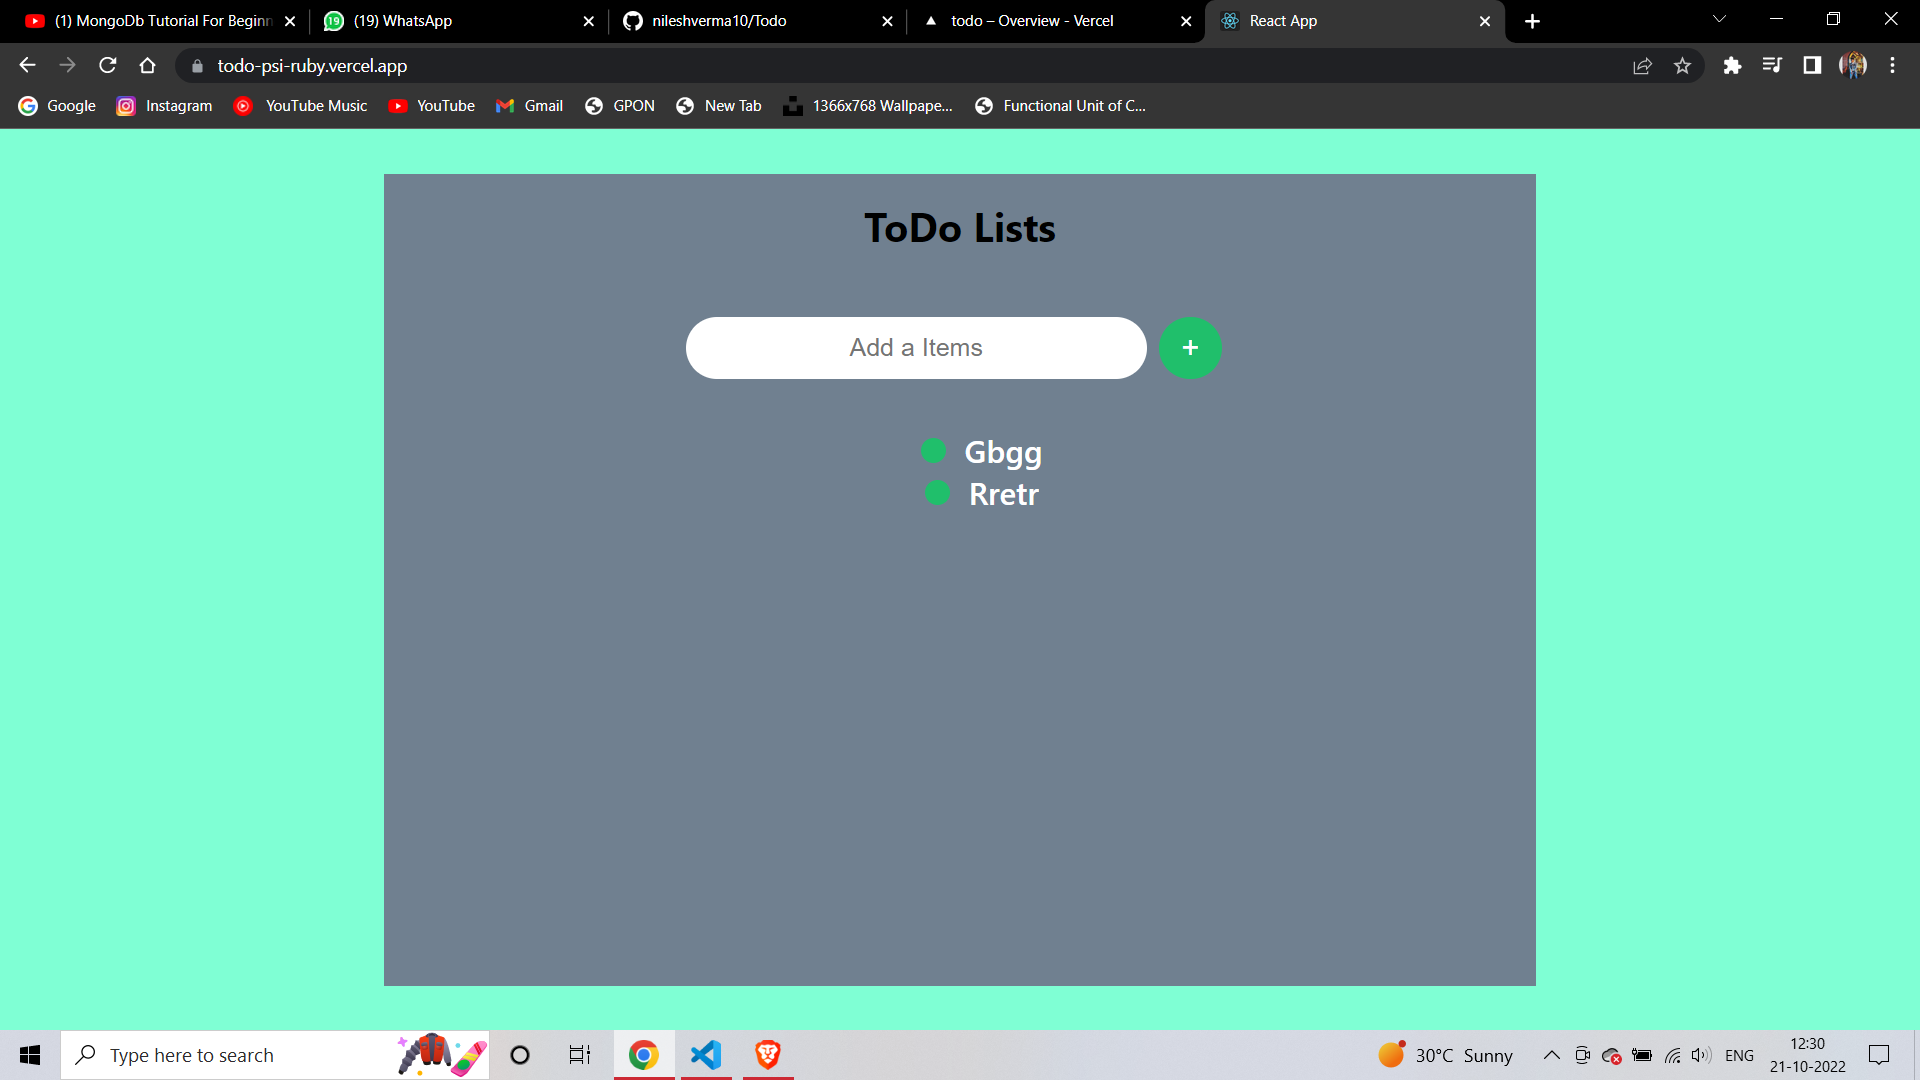 (1) MongoDb Tutorial For Beginn
(19) WhatsApp
nileshverma10/Todo
todo – Overview - Vercel
React App
todo-psi-ruby.vercel.app
Google
Instagram
YouTube Music
YouTube
Gmail
GPON
New Tab
1366x768 Wallpape...
Functional Unit of C...
ToDo Lists
Add a Items
+
Gbgg
Rretr
Type here to search
30°C Sunny
ENG
12:30
21-10-2022